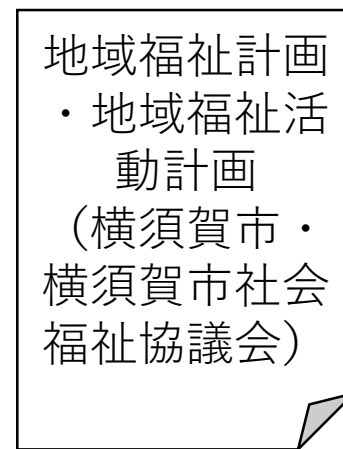 地域福祉計画
・地域福祉活
動計画
（横須賀市・
横須賀市社会
福祉協議会）